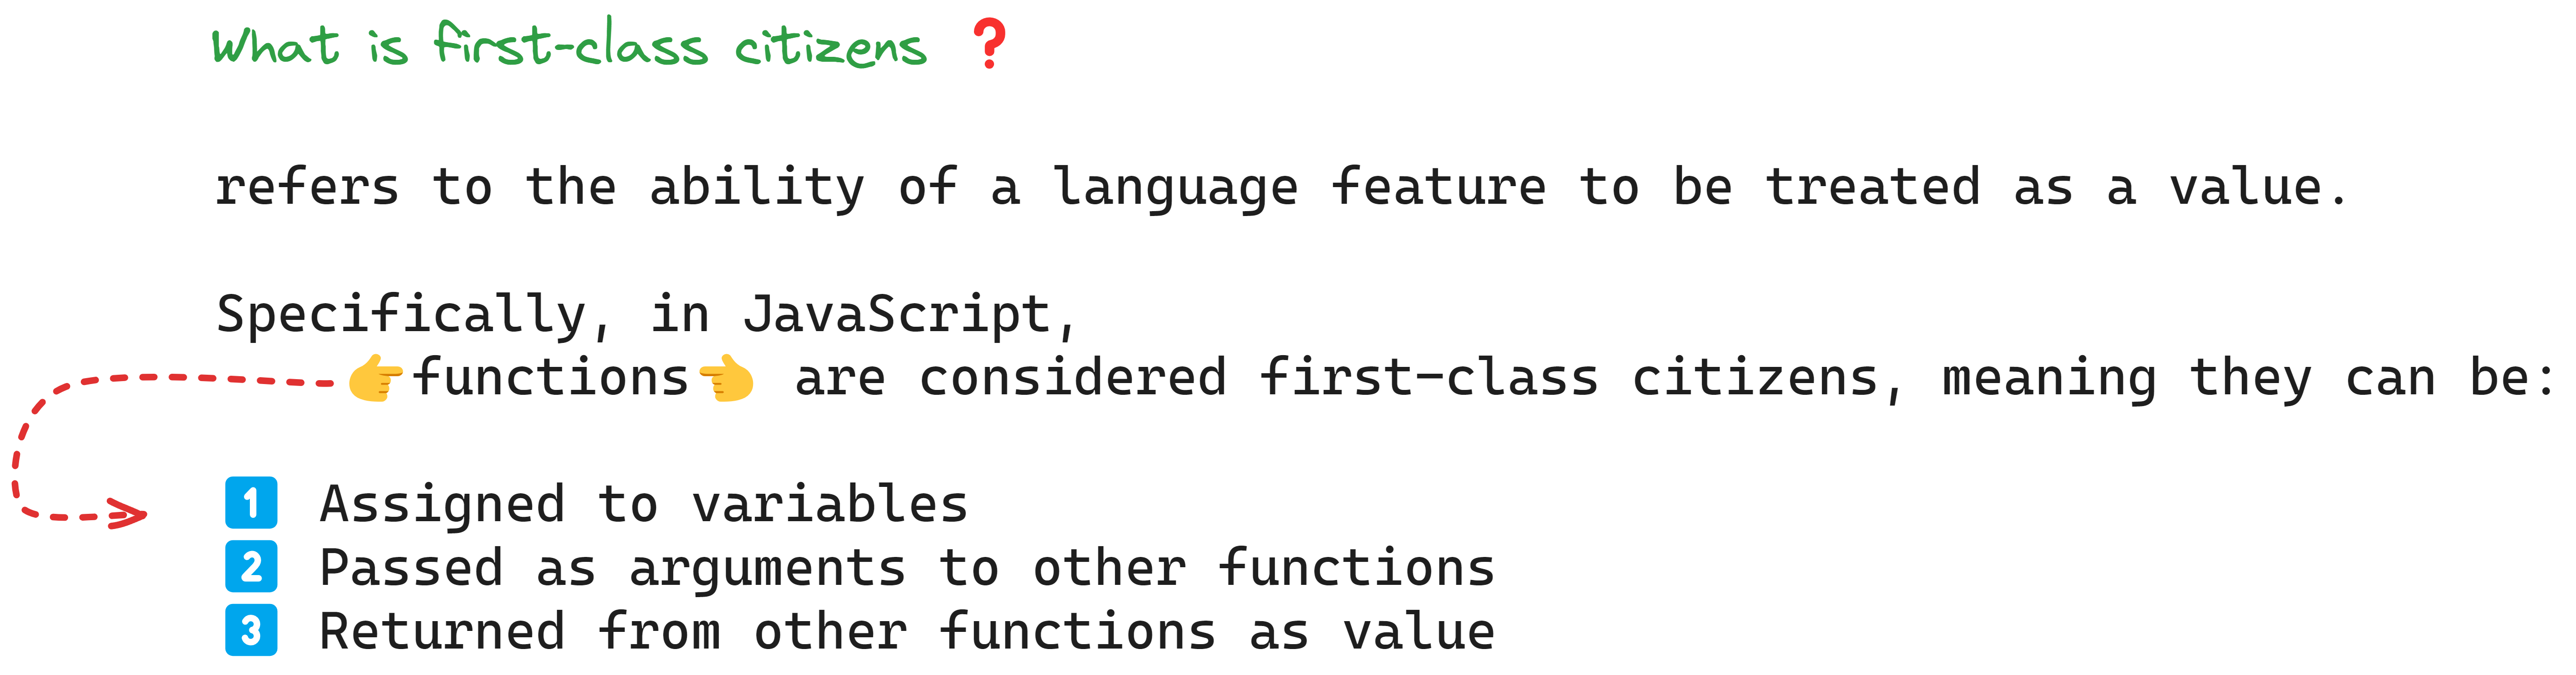 What is first-class citizens ❓
refers to the ability of a language feature to be treated as a value.
Specifically, in JavaScript,
👉functions👈 are considered first-class citizens, meaning they can be:
1️⃣ Assigned to variables
2️⃣ Passed as arguments to other functions
3️⃣ Returned from other functions as value